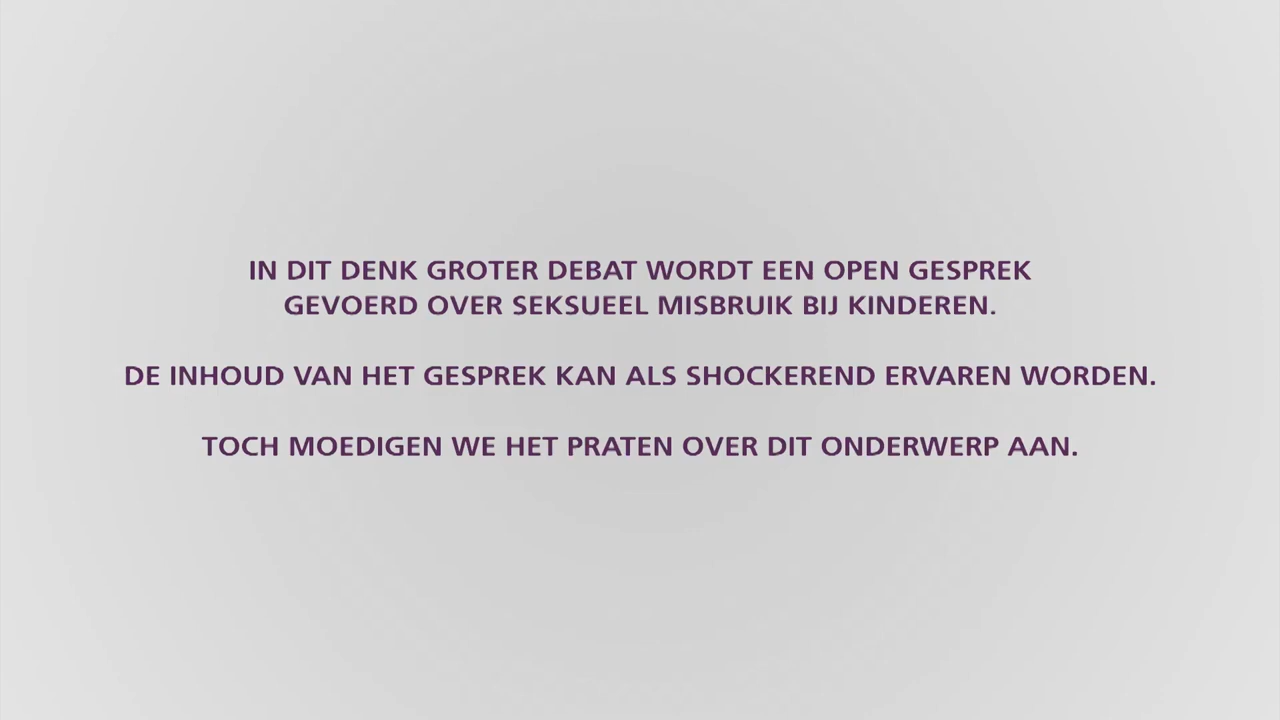 IN DIT DENK GROTER DEBAT WORDT EEN OPEN GESPREK
GEVOERD OVER SEKSUEEL MISBRUIK BIJ KINDEREN.
DE INHOUD VAN HET GESPREK KAN ALS SHOCKEREND ERVAREN WORDEN.
TOCH MOEDIGEN WE HET PRATEN OVER DIT ONDERWERP AAN.